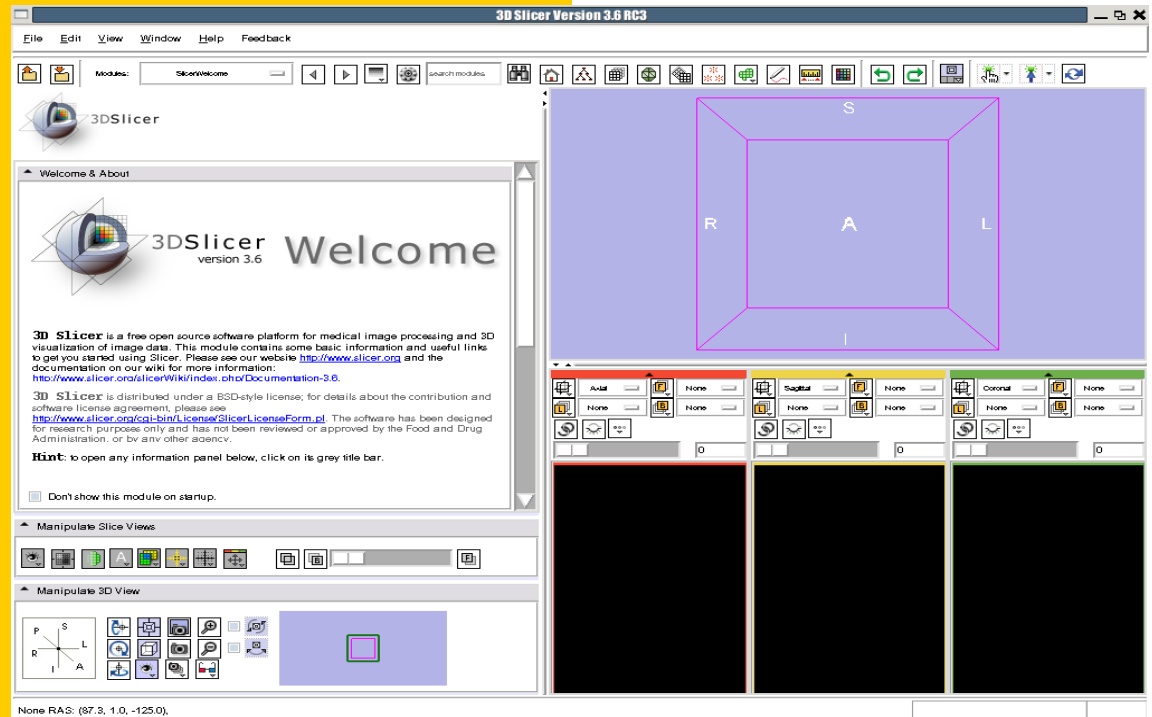 3D Slicer Version 3.6 RC3
File Edit View Window Help Feedback
Modules: SlicerWelcome search modules
3DSlicer
Welcome & About
3DSlicer Welcome
version 3.6
3D Slicer is a free open source software platform for medical image processing and 3D
visualization of image data. This module contains some basic information and useful links
to get you started using Slicer. Please see our website http://www.slicer.org and the
documentation on our wiki for more information:
http://www.slicer.org/slicerWiki/index.php/Documentation-3.6.
3D Slicer is distributed under a BSD-style license; for details about the contribution and
software license agreement, please see
http://www.slicer.org/cgi-bin/License/SlicerLicenseForm.pl. The software has been designed
for research purposes only and has not been reviewed or approved by the Food and Drug
Administration, or by any other agency.
Hint: to open any information panel below, click on its grey title bar.
Don't show this module on startup.
Manipulate Slice Views
A B F
Manipulate 3D View
P S
R L
I A
S
R A L
I
Axial F None
L None B None
0
Sagittal F None
L None B None
0
Coronal F None
L None B None
0
None RAS: (87.3, 1.0, -125.0),